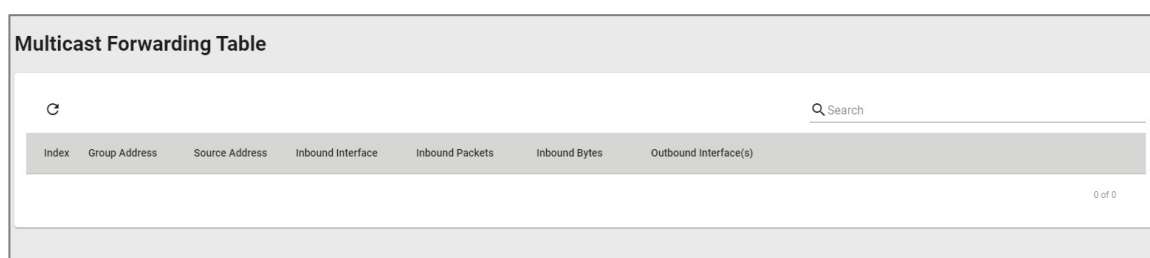 Multicast Forwarding Table
Search
Index Group Address Source Address Inbound Interface Inbound Packets Inbound Bytes Outbound Interface(s)
0 of 0